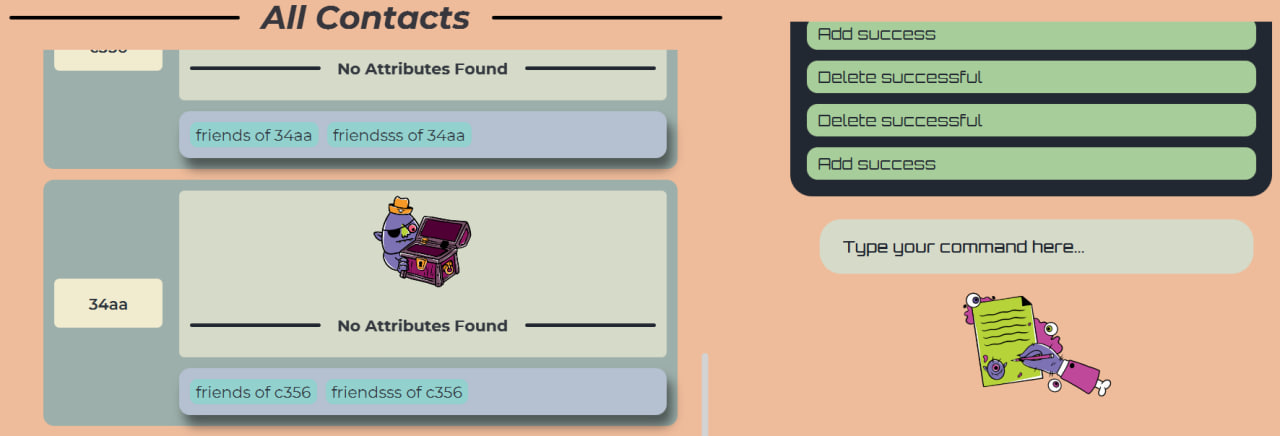 All Contacts
No Attributes Found
friends of 34aa friendsss of 34aa
34aa
No Attributes Found
friends of c356 friendsss of c356
Add success
Delete successful
Delete successful
Add success
Type your command here...